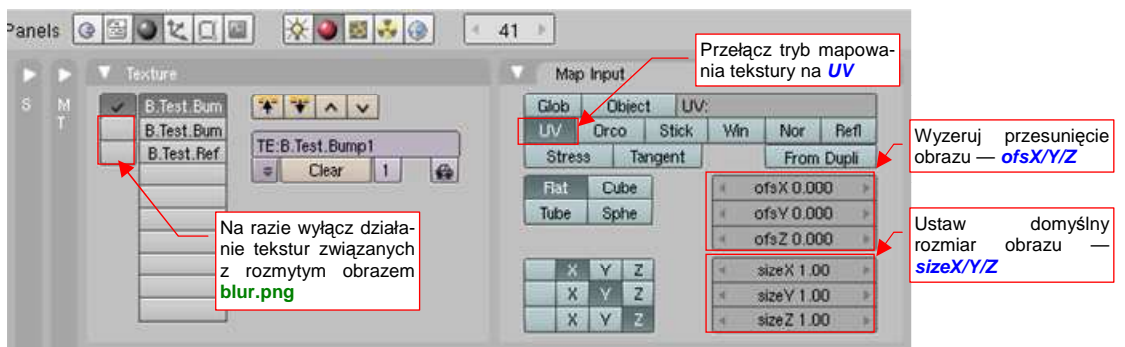 Panels
41
Przełącz tryb mapowa-
nia tekstury na UV
S
M
T
Texture
B.Test.Bum
B.Test.Bum
B.Test.Ref
TE:B.Test.Bump1
Clear
1
Na razie wyłącz działa-
nie tekstur związanych
z rozmytym obrazem
blur.png
Map Input
Glob Object UV:
UV Orco Stick Win Nor Refl
Stress Tangent From Dupli
Flat Cube
Tube Sphe
ofsX 0.000
ofsY 0.000
ofsZ 0.000
X Y Z
X Y Z
X Y Z
sizeX 1.00
sizeY 1.00
sizeZ 1.00
Wyzeruj przesunięcie
obrazu — ofsX/Y/Z
Ustaw domyślny
rozmiar obrazu —
sizeX/Y/Z